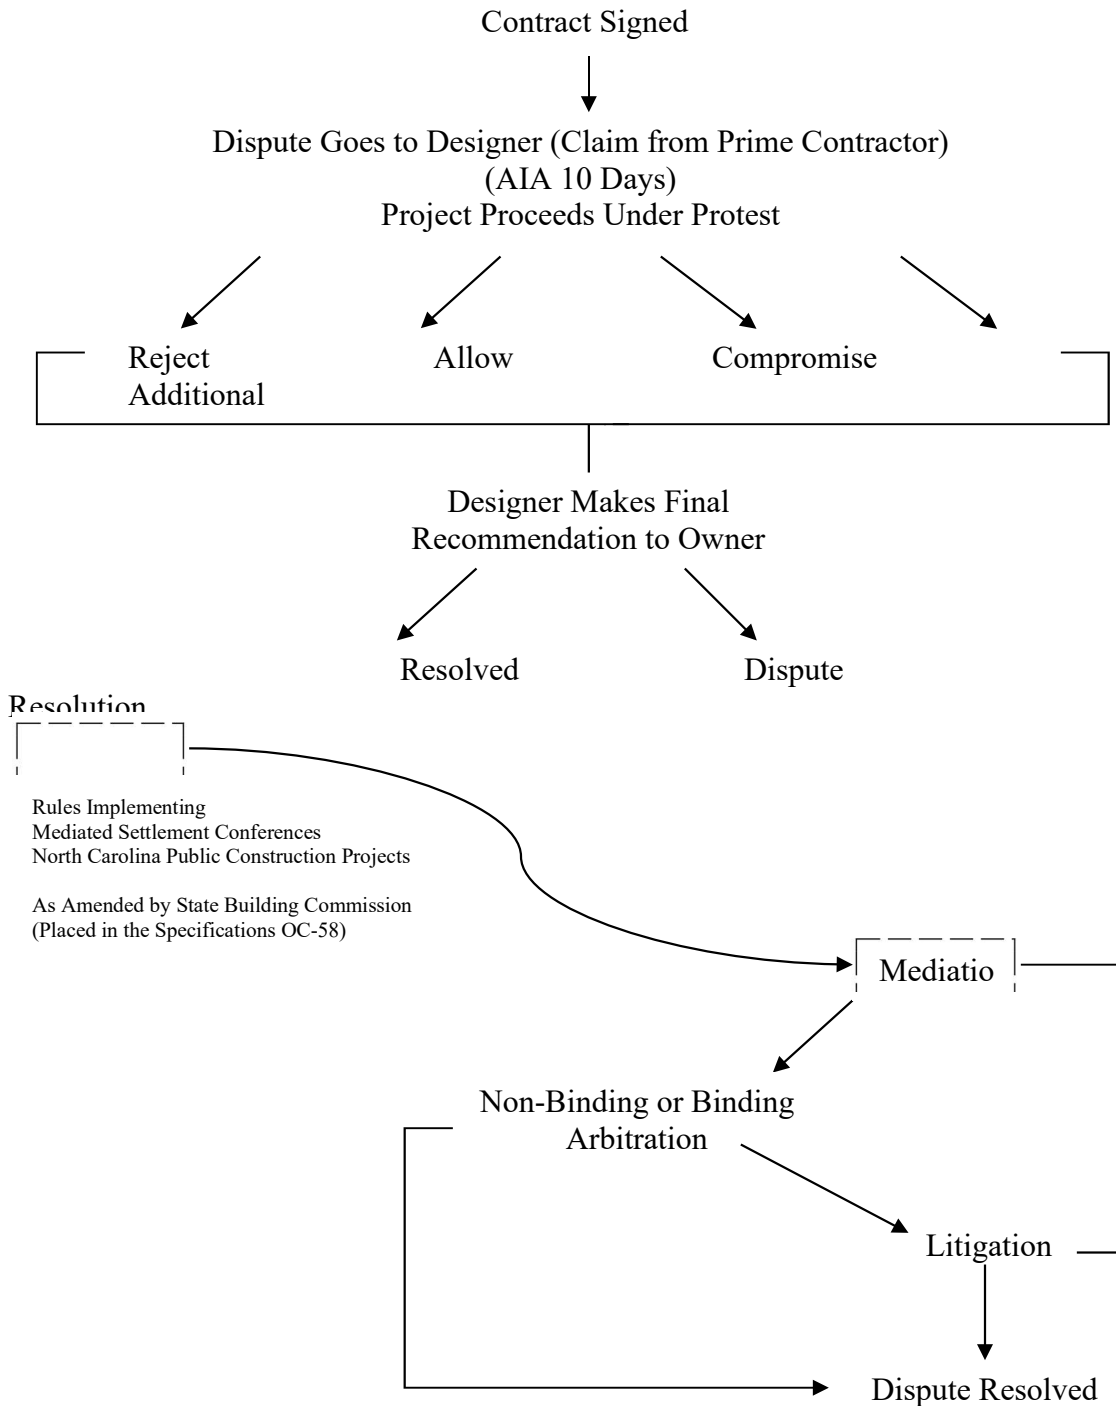 Contract Signed
Dispute Goes to Designer (Claim from Prime Contractor)
(AIA 10 Days)
Project Proceeds Under Protest
Reject Allow Compromise
Additional
Designer Makes Final
Recommendation to Owner
Resolved Dispute
Resolution
Rules Implementing
Mediated Settlement Conferences
North Carolina Public Construction Projects
As Amended by State Building Commission
(Placed in the Specifications OC-58)
Mediatio
Non-Binding or Binding
Arbitration
Litigation
Dispute Resolved